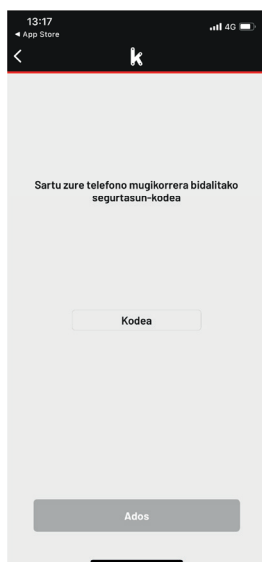 13:17
4G
◄ App Store
k
Sartu zure telefono mugikorrera bidalitako
segurtasun-kodea
Kodea
Ados